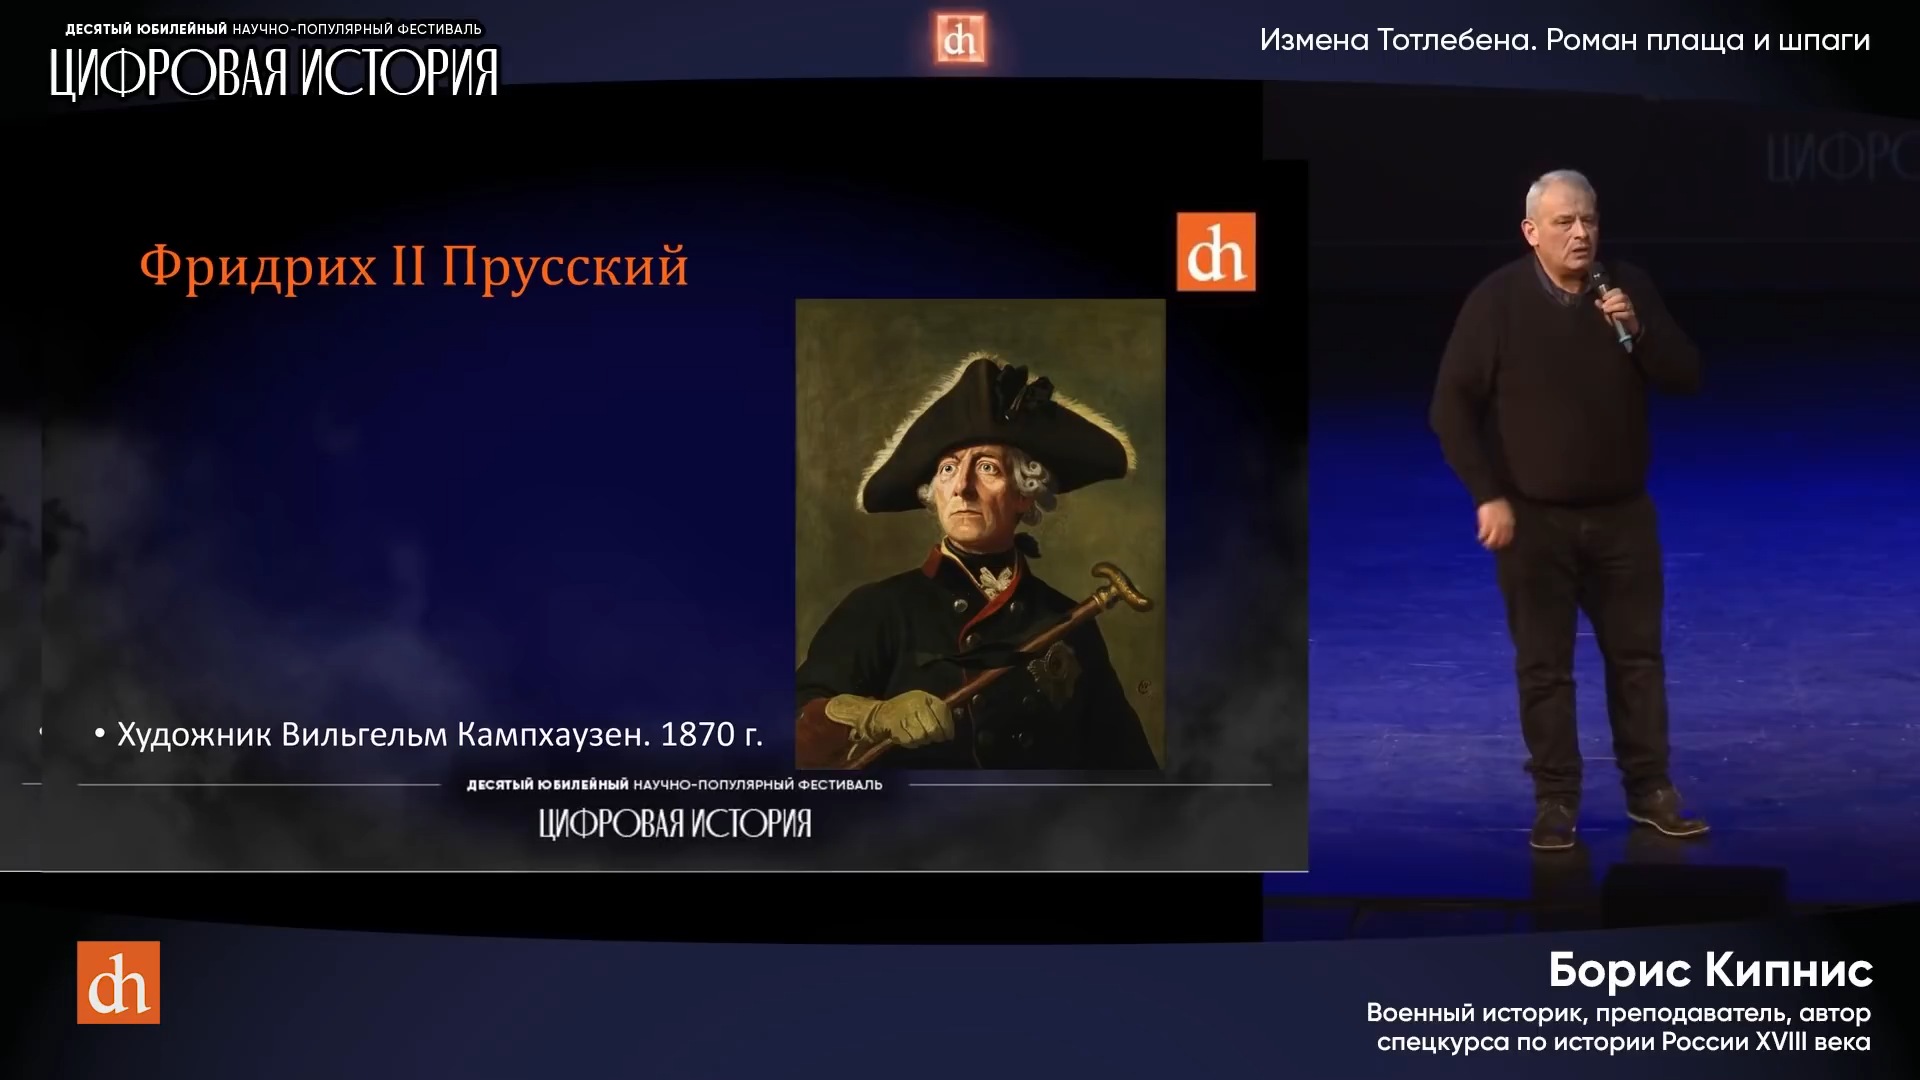 ДЕСЯТЫЙ ЮБИЛЕЙНЫЙ НАУЧНО-ПОПУЛЯРНЫЙ ФЕСТИВАЛЬ
ЦИФРОВАЯ ИСТОРИЯ
dh
Измена Тотлебена. Роман плаща и шпаги
ЦИФРО
dh
Фридрих II Прусский
• Художник Вильгельм Кампхаузен. 1870 г.
ДЕСЯТЫЙ ЮБИЛЕЙНЫЙ НАУЧНО-ПОПУЛЯРНЫЙ ФЕСТИВАЛЬ
ЦИФРОВАЯ ИСТОРИЯ
dh
Борис Кипнис
Военный историк, преподаватель, автор
спецкурса по истории России XVIII века